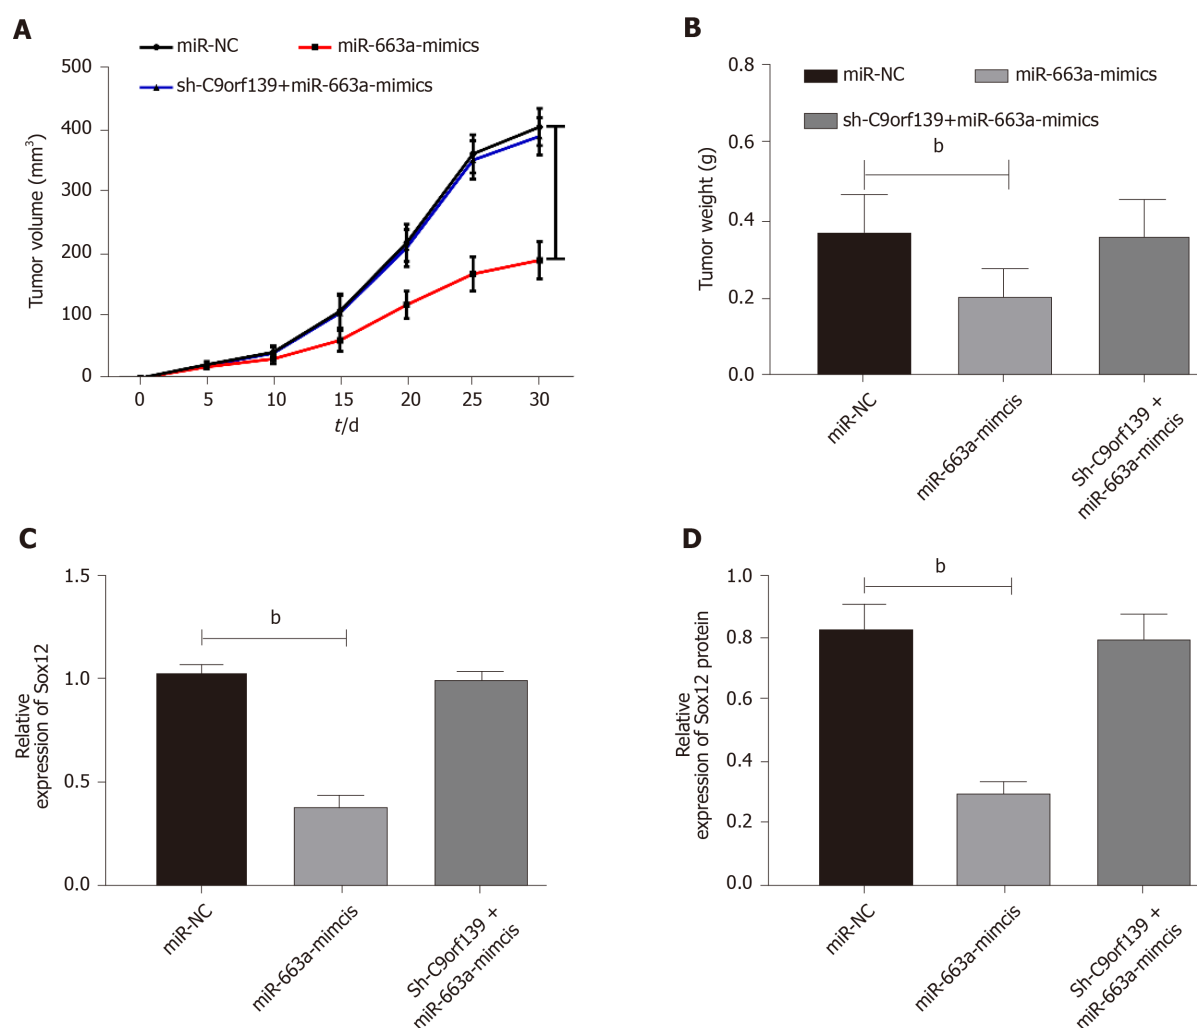 A
miR-NC
miR-663a-mimics
sh-C9orf139+miR-663a-mimics
500
400
300
200
100
0
Tumor volume (mm³)
0 5 10 15 20 25 30
t/d
B
miR-NC
miR-663a-mimics
sh-C9orf139+miR-663a-mimics
b
0.8
0.6
0.4
0.2
0.0
Tumor weight (g)
miR-NC
miR-663a-mimcis
Sh-C9orf139 +
miR-663a-mimcis
C
b
1.5
1.0
0.5
0.0
Relative
expression of Sox12
miR-NC
miR-663a-mimcis
Sh-C9orf139 +
miR-663a-mimcis
D
b
1.0
0.8
0.6
0.4
0.2
0.0
Relative
expression of Sox12 protein
miR-NC
miR-663a-mimcis
Sh-C9orf139 +
miR-663a-mimcis